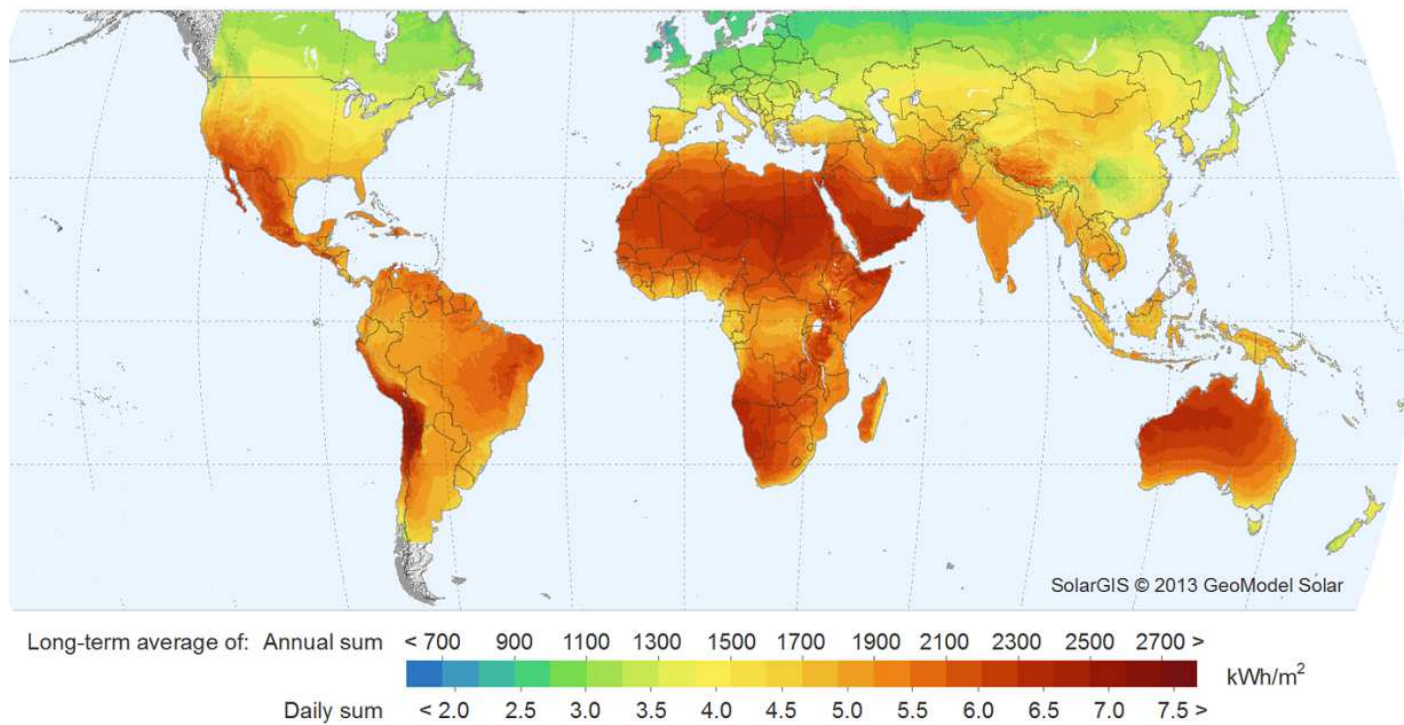 SolarGIS © 2013 GeoModel Solar
Long-term average of: Annual sum < 700 900 1100 1300 1500 1700 1900 2100 2300 2500 2700 >
kWh/m²
Daily sum < 2.0 2.5 3.0 3.5 4.0 4.5 5.0 5.5 6.0 6.5 7.0 7.5 >